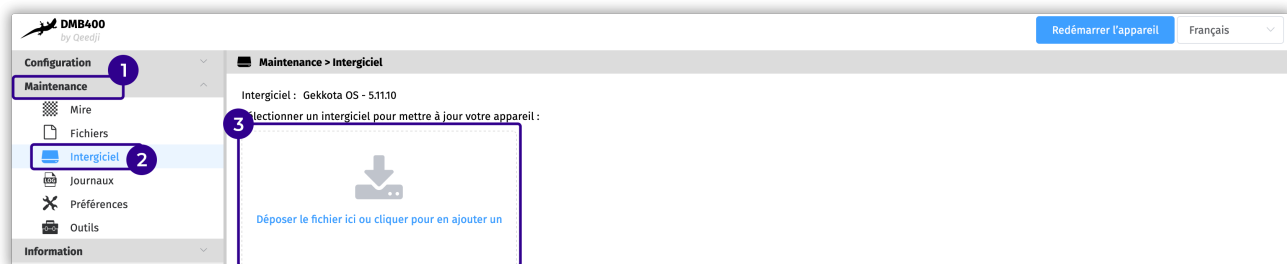 DMB400
by Qeedji
Redémarrer l'appareil
Français
Configuration
1
Maintenance
Mire
Fichiers
Intergiciel
2
LOG
Journaux
Préférences
Outils
Information
Maintenance > Intergiciel
Intergiciel : Gekkota OS - 5.11.10
électionner un intergiciel pour mettre à jour votre appareil :
3
Déposer le fichier ici ou cliquer pour en ajouter un